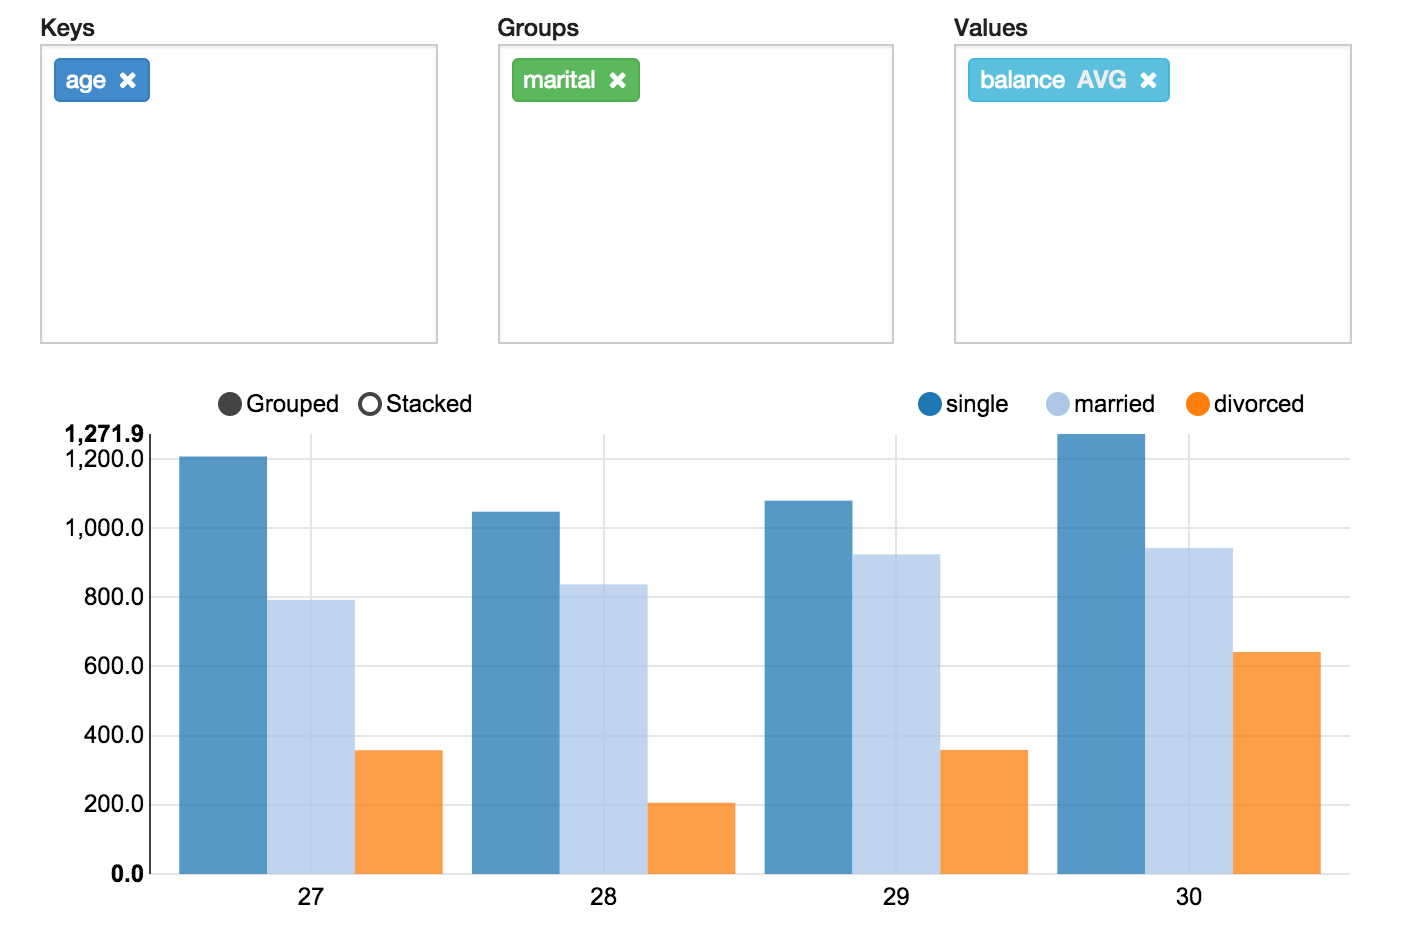 Keys Groups Values
age ✖ marital ✖ balance AVG ✖
Grouped Stacked single married divorced
1,271.9
1,200.0
1,000.0
800.0
600.0
400.0
200.0
0.0
27 28 29 30